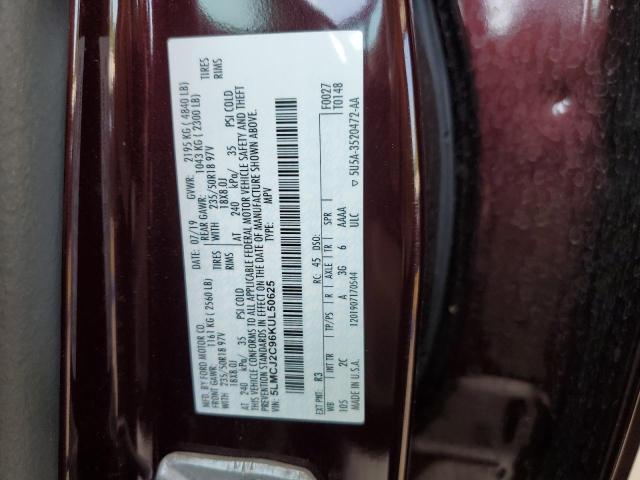 MFD. BY FORD MOTOR CO.
DATE: 07/19 GVWR: 2195 KG ( 4840 LB)
FRONT GAWR: 1161 KG ( 2560 LB) REAR GAWR: 1043 KG ( 2300 LB)
WITH 235/50R18 97V TIRES WITH 235/50R18 97V TIRES
18X8.0J RIMS 18X8.0J RIMS
AT 240 kPa/ 35 PSI COLD AT 240 kPa/ 35 PSI COLD
THIS VEHICLE CONFORMS TO ALL APPLICABLE FEDERAL MOTOR VEHICLE SAFETY AND THEFT
PREVENTION STANDARDS IN EFFECT ON THE DATE OF MANUFACTURE SHOWN ABOVE.
VIN: 5LMCJ2C96KUL50625 TYPE: MPV
F0027
T0148
EXT PNT: R3 RC: 45 DSO:
WB INT TR TP/PS R AXLE TR SPR
105 2C A 3G 6 AAAA
MADE IN U.S.A. 1201907170544 ULC
5U5A-3520472-AA